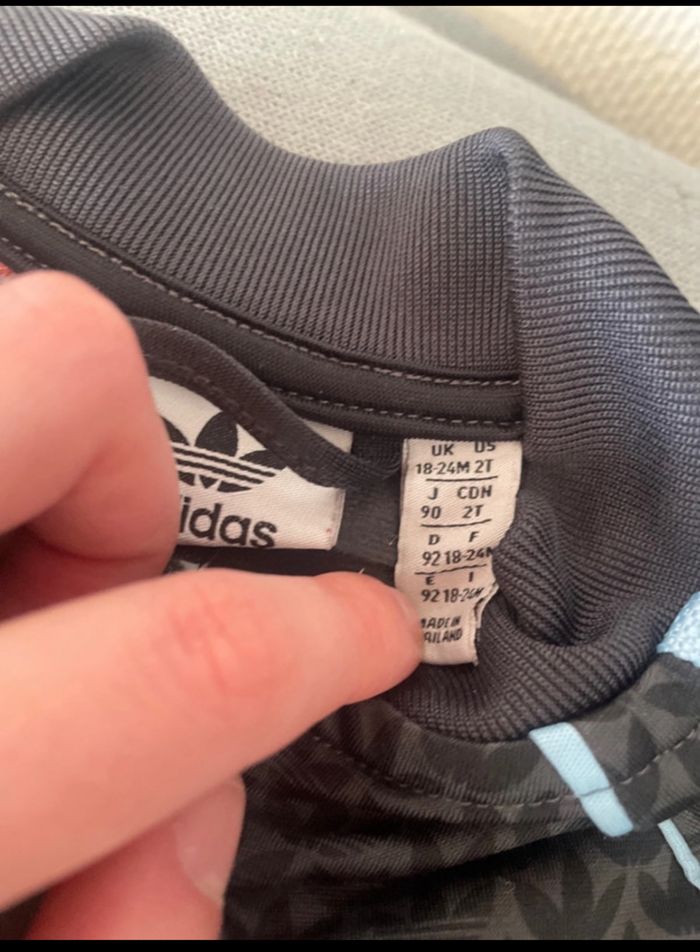 idas
UK US
18-24M 2T
J CDN
90 2T
D F
92 18-24M
E I
92 18-24M
MADE IN
AILAND